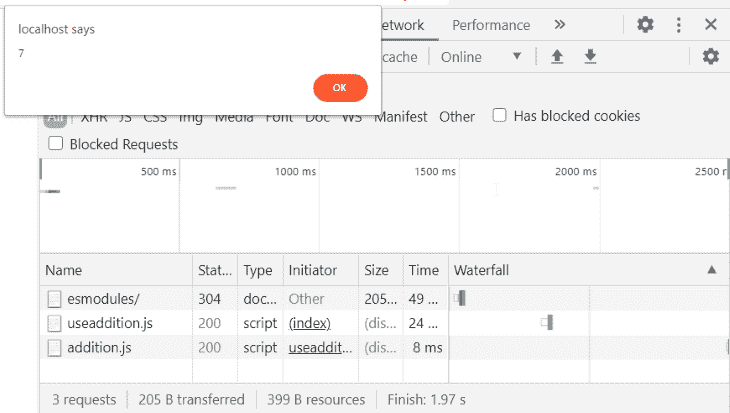 localhost says
7
OK
etwork Performance
cache Online
All XHR JS CSS Img Media Font Doc WS Manifest Other Has blocked cookies
Blocked Requests
500 ms 1000 ms 1500 ms 2000 ms 2500 r
Name Stat... Type Initiator Size Time Waterfall
esmodules/ 304 doc... Other 205... 49 ...
useaddition.js 200 script (index) (dis... 24 ...
addition.js 200 script useaddit... (dis... 8 ms
3 requests 205 B transferred 399 B resources Finish: 1.97 s